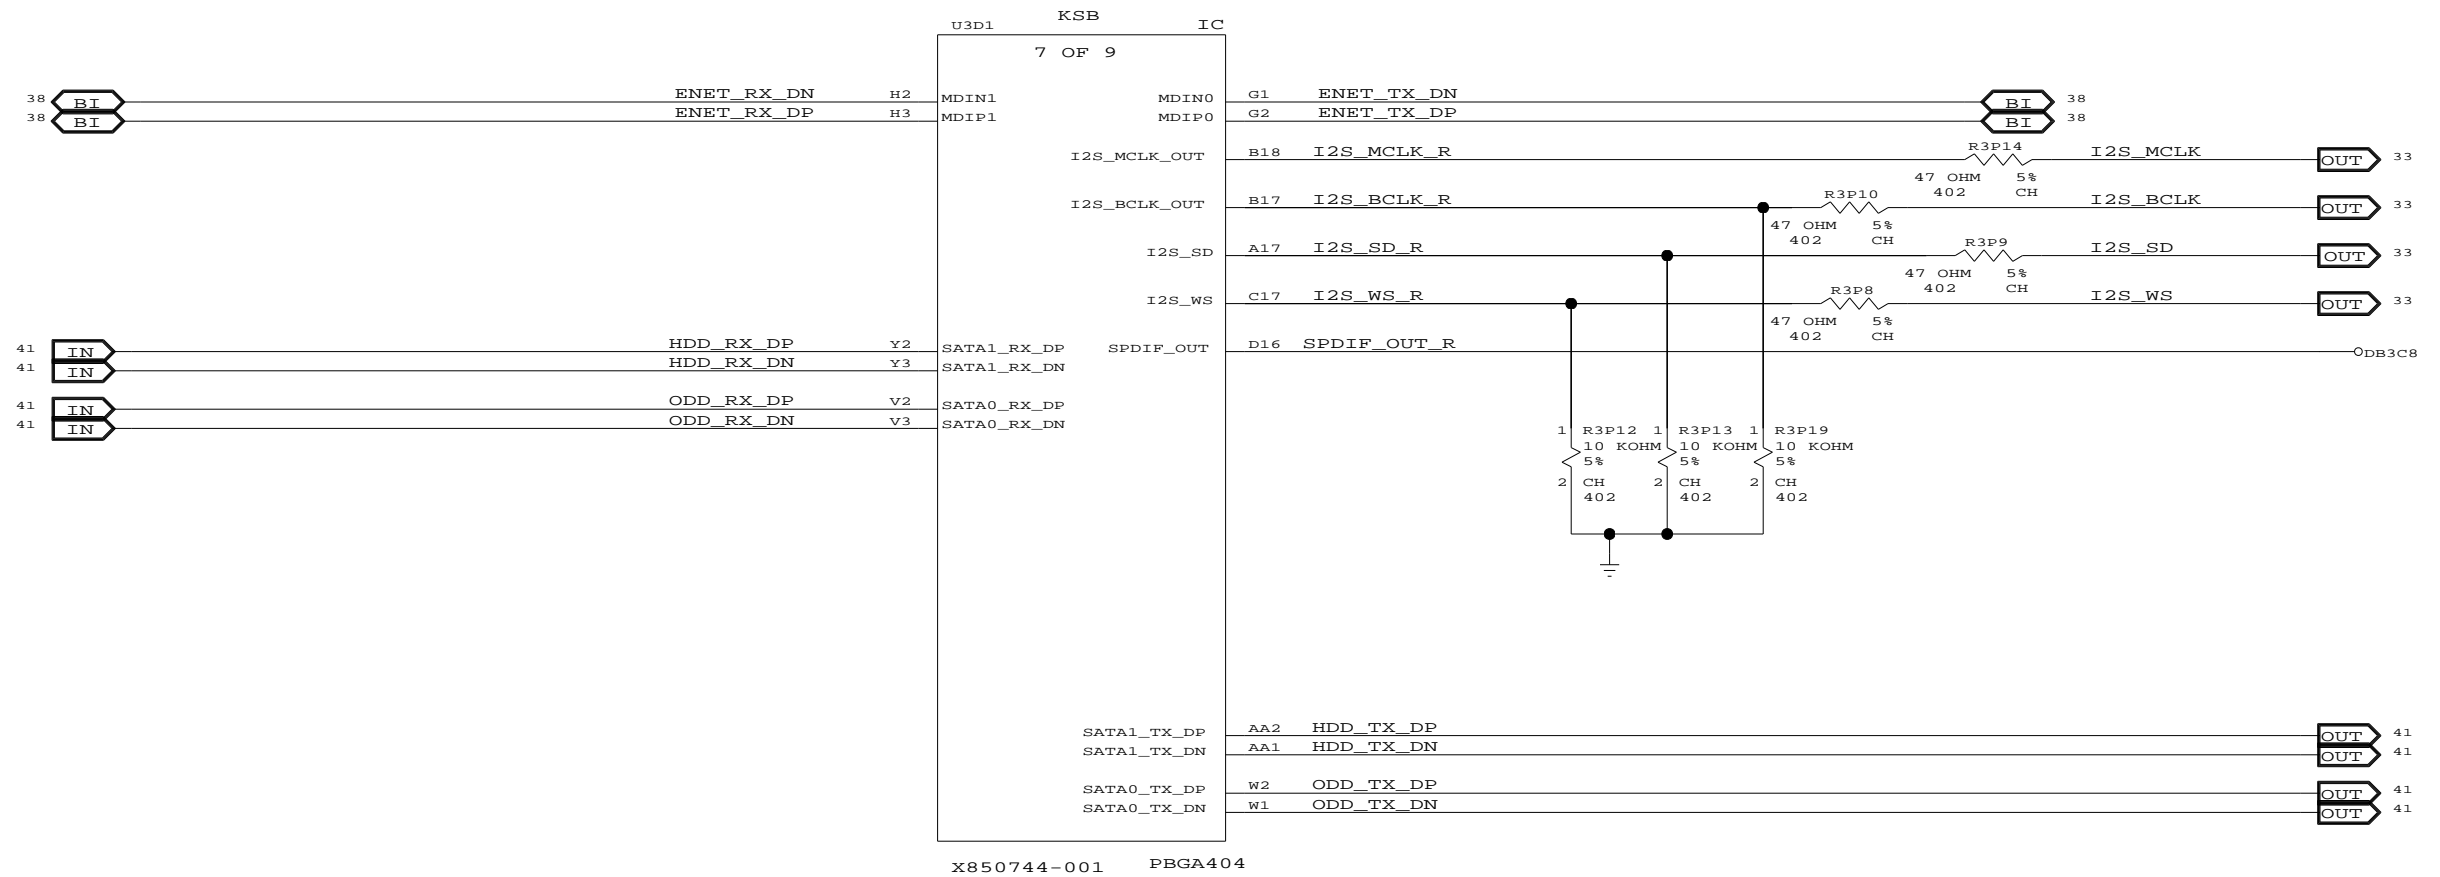 KSB
U3D1 IC
7 OF 9
38 BI ENET_RX_DN H2 MDIN1 MDIN0 G1 ENET_TX_DN BI 38
38 BI ENET_RX_DP H3 MDIP1 MDIP0 G2 ENET_TX_DP BI 38
I2S_MCLK_OUT B18 I2S_MCLK_R R3P14 I2S_MCLK OUT 33
47 OHM 5%
402 CH
I2S_BCLK_OUT B17 I2S_BCLK_R R3P10 I2S_BCLK OUT 33
47 OHM 5%
402 CH
I2S_SD A17 I2S_SD_R R3P9 I2S_SD OUT 33
47 OHM 5%
402 CH
I2S_WS C17 I2S_WS_R R3P8 I2S_WS OUT 33
47 OHM 5%
402 CH
41 IN HDD_RX_DP Y2 SATA1_RX_DP SPDIF_OUT D16 SPDIF_OUT_R DB3C8
41 IN HDD_RX_DN Y3 SATA1_RX_DN
41 IN ODD_RX_DP V2 SATA0_RX_DP
41 IN ODD_RX_DN V3 SATA0_RX_DN
1 R3P12 1 R3P13 1 R3P19
10 KOHM 10 KOHM 10 KOHM
5% 5% 5%
2 CH 2 CH 2 CH
402 402 402
SATA1_TX_DP AA2 HDD_TX_DP OUT 41
SATA1_TX_DN AA1 HDD_TX_DN OUT 41
SATA0_TX_DP W2 ODD_TX_DP OUT 41
SATA0_TX_DN W1 ODD_TX_DN OUT 41
X850744-001 PBGA404